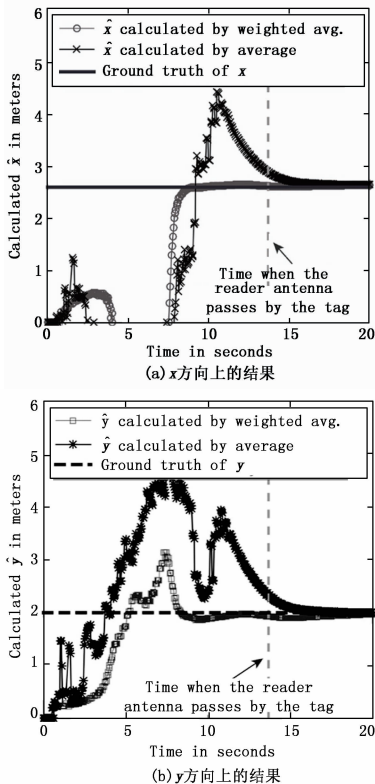 6
x̂ calculated by weighted avg.
x̂ calculated by average
Ground truth of x
5
4
3
2
1
0
Calculated x̂ in meters
Time when the
reader antenna
passes by the tag
0 5 10 15 20
Time in seconds
(a) x方向上的结果
6
ŷ calculated by weighted avg.
ŷ calculated by average
Ground truth of y
5
4
3
2
1
0
Calculated ŷ in meters
Time when the reader
antenna passes by the tag
0 5 10 15 20
Time in seconds
(b) y方向上的结果